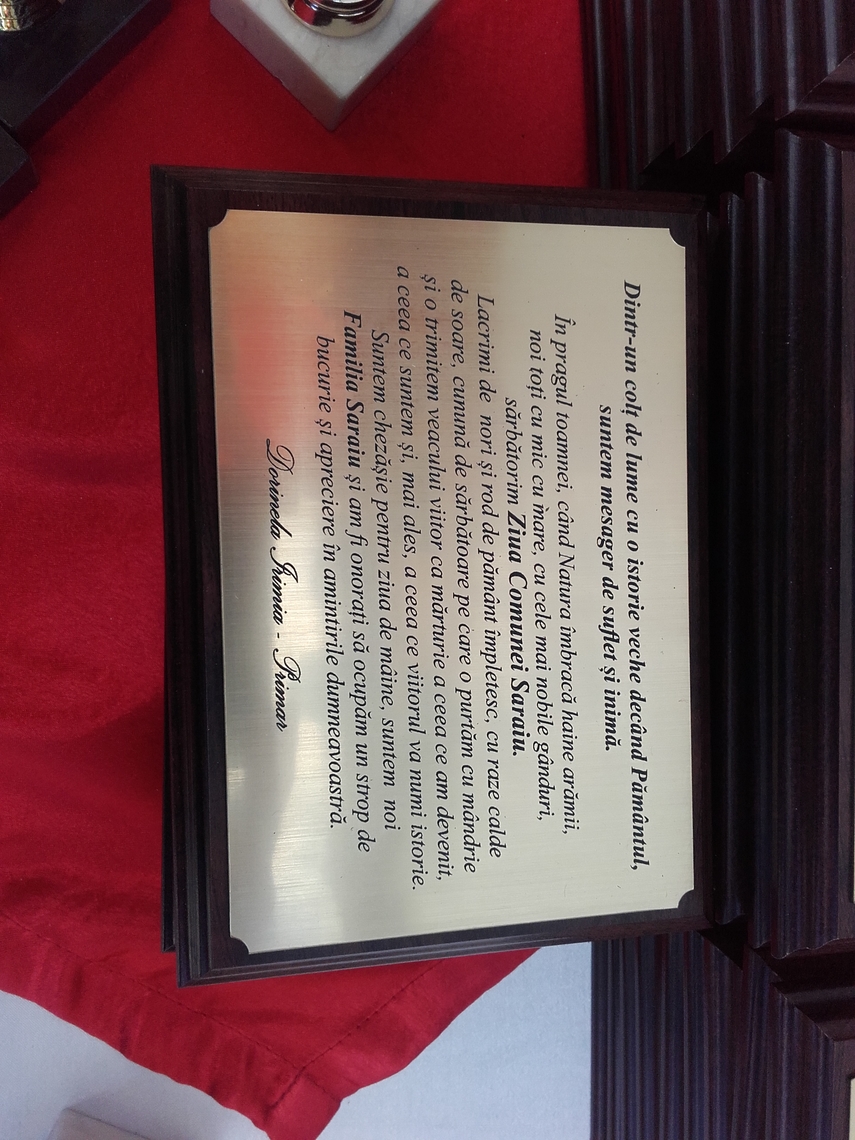 Dintr-un colț de lume cu o istorie veche decând Pământul,
suntem mesager de suflet și inimă.
În pragul toamnei, când Natura îmbracă haine arămii,
noi toți cu mic cu mare, cu cele mai nobile gânduri,
sărbătorim Ziua Comunei Saraiu.
Lacrimi de nori și rod de pământ împletesc, cu raze calde
de soare, cunună de sărbătoare pe care o purtăm cu mândrie
și o trimitem veacului viitor ca mărturie a ceea ce am devenit,
a ceea ce suntem și, mai ales, a ceea ce viitorul va numi istorie.
Suntem chezășie pentru ziua de mâine, suntem noi
Familia Saraiu și am fi onorați să ocupăm un strop de
bucurie și apreciere în amintirile dumneavoastră.
Dorinela Irimia - Primar